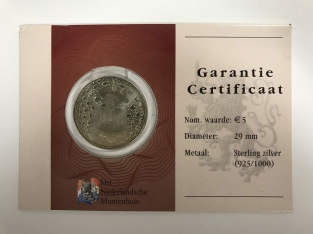 Garantie
Certificaat
Nom. waarde: € 5
Diameter: 29 mm
Metaal: Sterling zilver
(925/1000)
Het
Nederlandsche
Muntenhuis